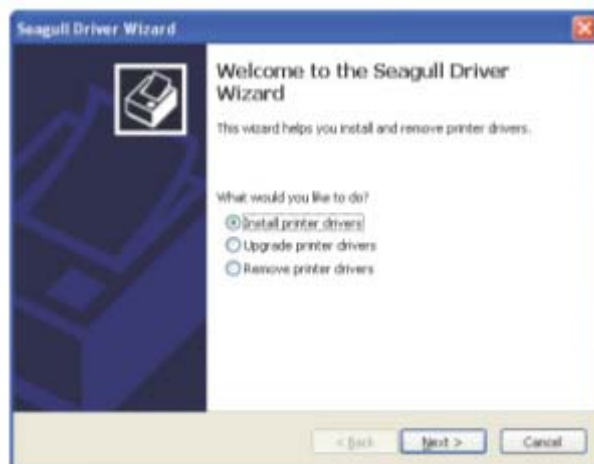 Seagull Driver Wizard
Welcome to the Seagull Driver
Wizard
This wizard helps you install and remove printer drivers.
What would you like to do?
Install printer drivers
Upgrade printer drivers
Remove printer drivers
< Back Next > Cancel